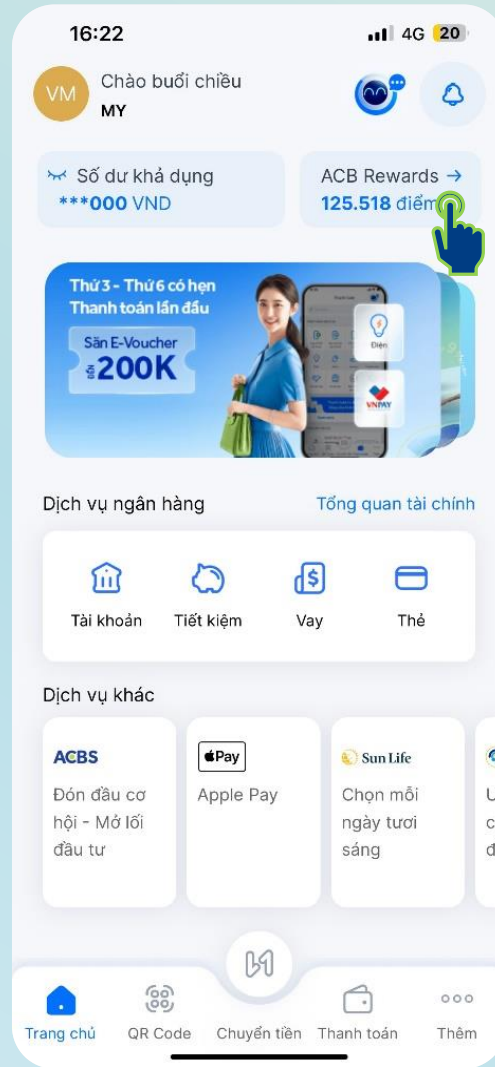 16:22
4G 20
VM
Chào buổi chiều
MY
Số dư khả dụng
***000 VND
ACB Rewards →
125.518 điểm
Thứ 3 - Thứ 6 có hẹn
Thanh toán lần đầu
Săn E-Voucher
ĐẾN 200K
Điện
VNPAY
Dịch vụ ngân hàng
Tổng quan tài chính
Tài khoản
Tiết kiệm
Vay
Thẻ
Dịch vụ khác
ACBS
Đón đầu cơ
hội - Mở lối
đầu tư
Pay
Apple Pay
Sun Life
Chọn mỗi
ngày tươi
sáng
Trang chủ
QR Code
Chuyển tiền
Thanh toán
Thêm